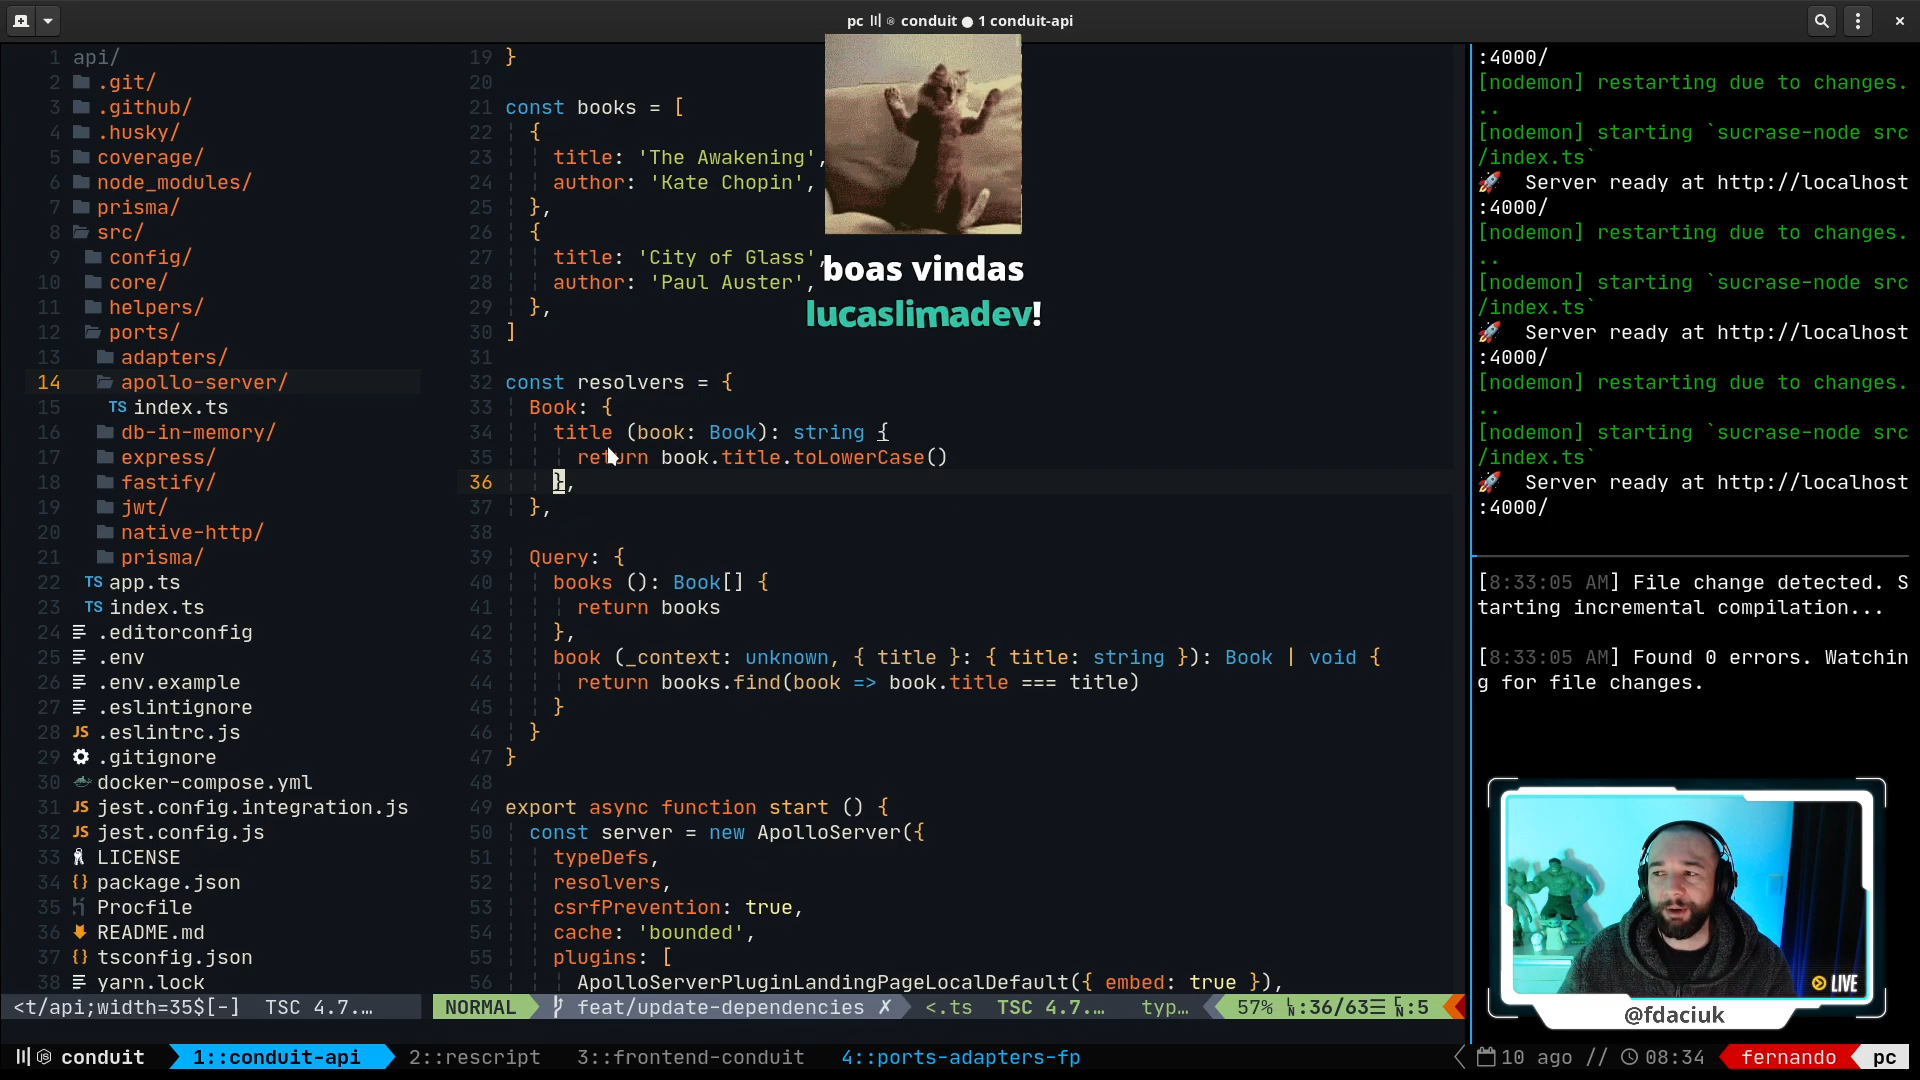 pc conduit ● 1 conduit-api
1 api/
2 .git/
3 .github/
4 .husky/
5 coverage/
6 node_modules/
7 prisma/
8 src/
9 config/
10 core/
11 helpers/
12 ports/
13 adapters/
14 apollo-server/
15 TS index.ts
16 db-in-memory/
17 express/
18 fastify/
19 jwt/
20 native-http/
21 prisma/
22 TS app.ts
23 TS index.ts
24 .editorconfig
25 .env
26 .env.example
27 .eslintignore
28 JS .eslintrc.js
29 .gitignore
30 docker-compose.yml
31 JS jest.config.integration.js
32 JS jest.config.js
33 LICENSE
34 {} package.json
35 Procfile
36 README.md
37 {} tsconfig.json
38 yarn.lock
<t/api;width=35$[-] TSC 4.7.…
19 }
20
21 const books = [
22 {
23 title: 'The Awakening',
24 author: 'Kate Chopin',
25 },
26 {
27 title: 'City of Glass',
28 author: 'Paul Auster',
29 },
30 ]
31
32 const resolvers = {
33 Book: {
34 title (book: Book): string {
35 return book.title.toLowerCase()
36 },
37 },
38
39 Query: {
40 books (): Book[] {
41 return books
42 },
43 book (_context: unknown, { title }: { title: string }): Book | void {
44 return books.find(book => book.title === title)
45 }
46 }
47 }
48
49 export async function start () {
50 const server = new ApolloServer({
51 typeDefs,
52 resolvers,
53 csrfPrevention: true,
54 cache: 'bounded',
55 plugins: [
56 ApolloServerPluginLandingPageLocalDefault({ embed: true }),
NORMAL feat/update-dependencies ✗ <.ts TSC 4.7.… typ… 57% LN:36/63☰ CN:5
boas vindas
lucaslimadev!
:4000/
[nodemon] restarting due to changes.
..
[nodemon] starting `sucrase-node src
/index.ts`
🚀 Server ready at http://localhost
:4000/
[nodemon] restarting due to changes.
..
[nodemon] starting `sucrase-node src
/index.ts`
🚀 Server ready at http://localhost
:4000/
[nodemon] restarting due to changes.
..
[nodemon] starting `sucrase-node src
/index.ts`
🚀 Server ready at http://localhost
:4000/
[8:33:05 AM] File change detected. S
tarting incremental compilation...
[8:33:05 AM] Found 0 errors. Watchin
g for file changes.
LIVE
@fdaciuk
conduit 1::conduit-api 2::rescript 3::frontend-conduit 4::ports-adapters-fp 10 ago // 08:34 fernando pc